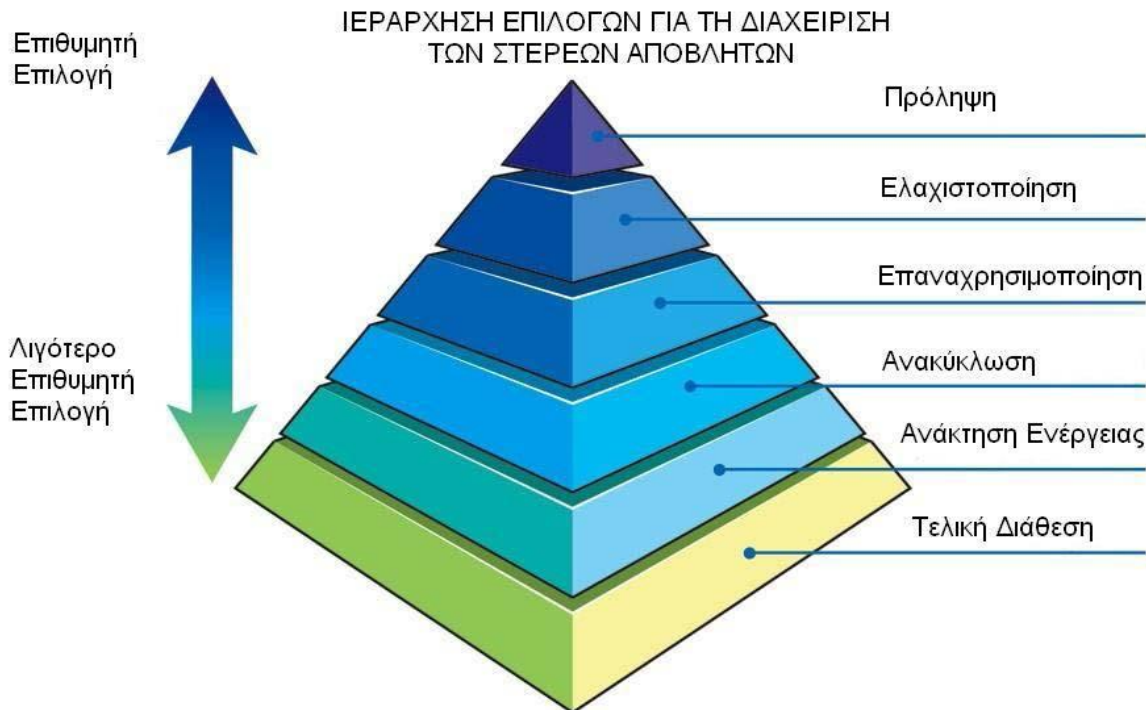 ΙΕΡΑΡΧΗΣΗ ΕΠΙΛΟΓΩΝ ΓΙΑ ΤΗ ΔΙΑΧΕΙΡΙΣΗ
ΤΩΝ ΣΤΕΡΕΩΝ ΑΠΟΒΛΗΤΩΝ
Επιθυμητή
Επιλογή
Πρόληψη
Ελαχιστοποίηση
Επαναχρησιμοποίηση
Λιγότερο
Επιθυμητή
Επιλογή
Ανακύκλωση
Ανάκτηση Ενέργειας
Τελική Διάθεση